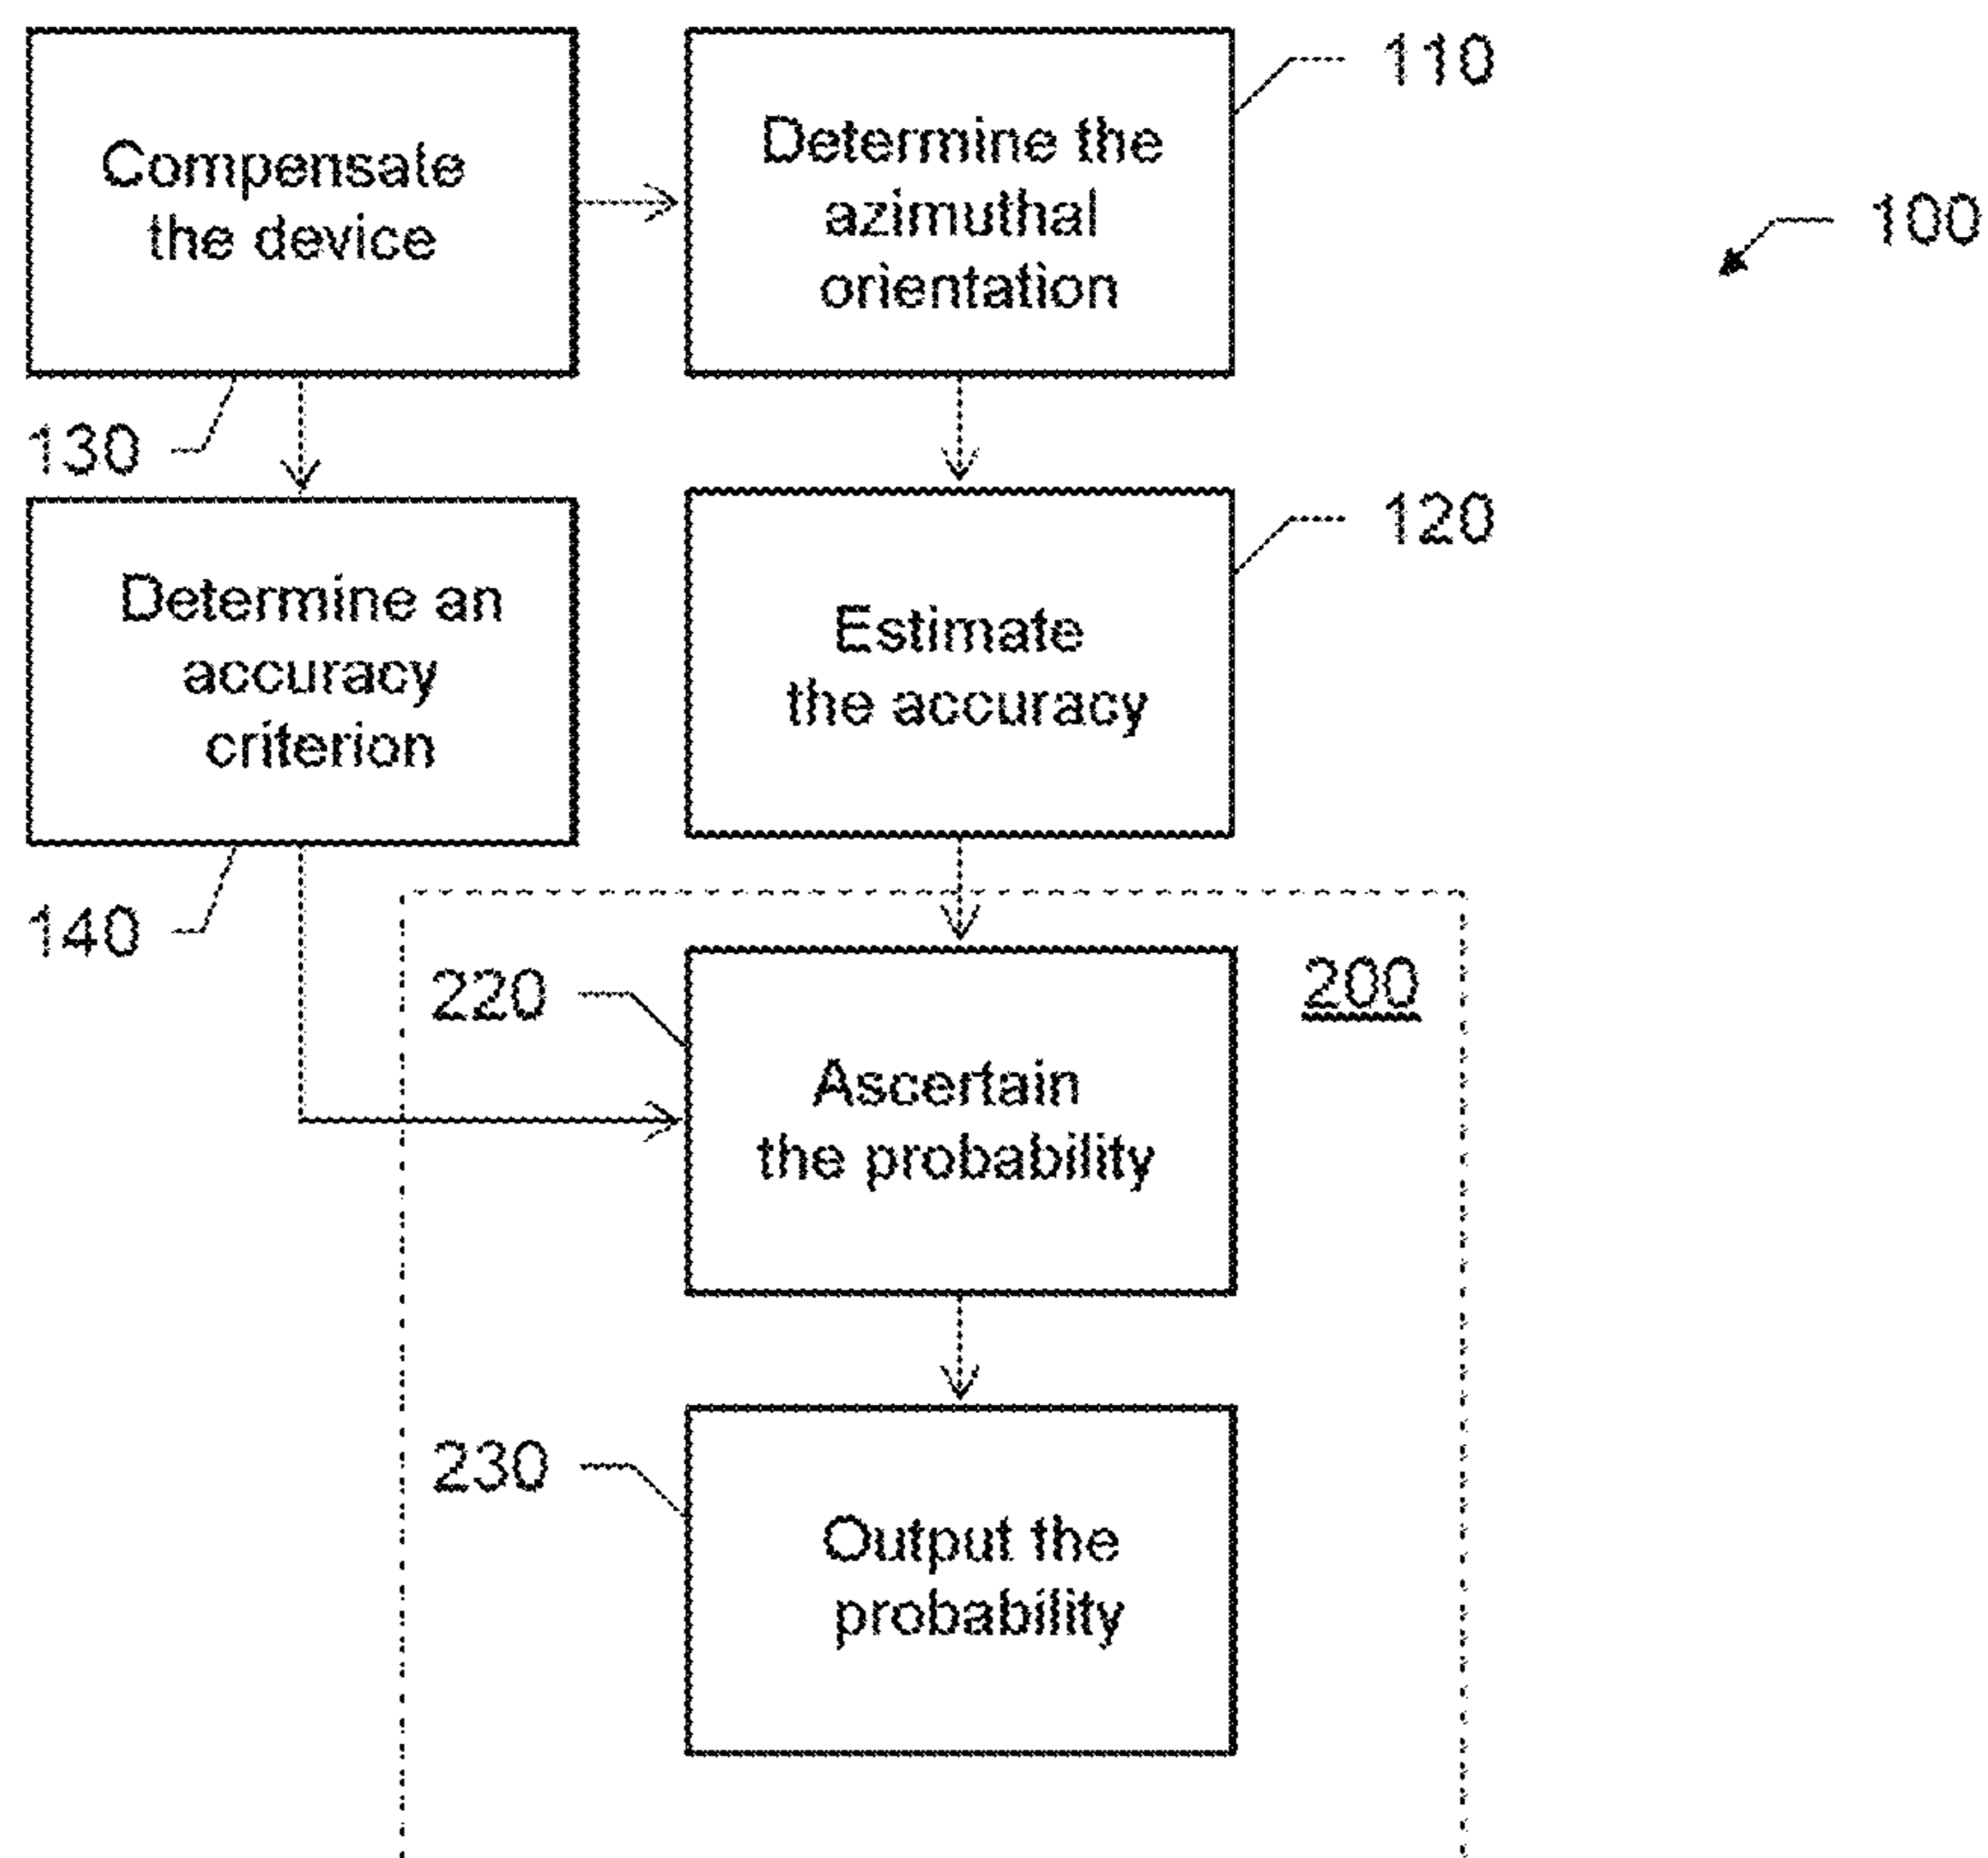 Compensate
the device
Determine the
azimuthal
orientation
110
100
130
Determine an
accuracy
criterion
Estimate
the accuracy
120
140
220
200
Ascertain
the probability
230
Output the
probability